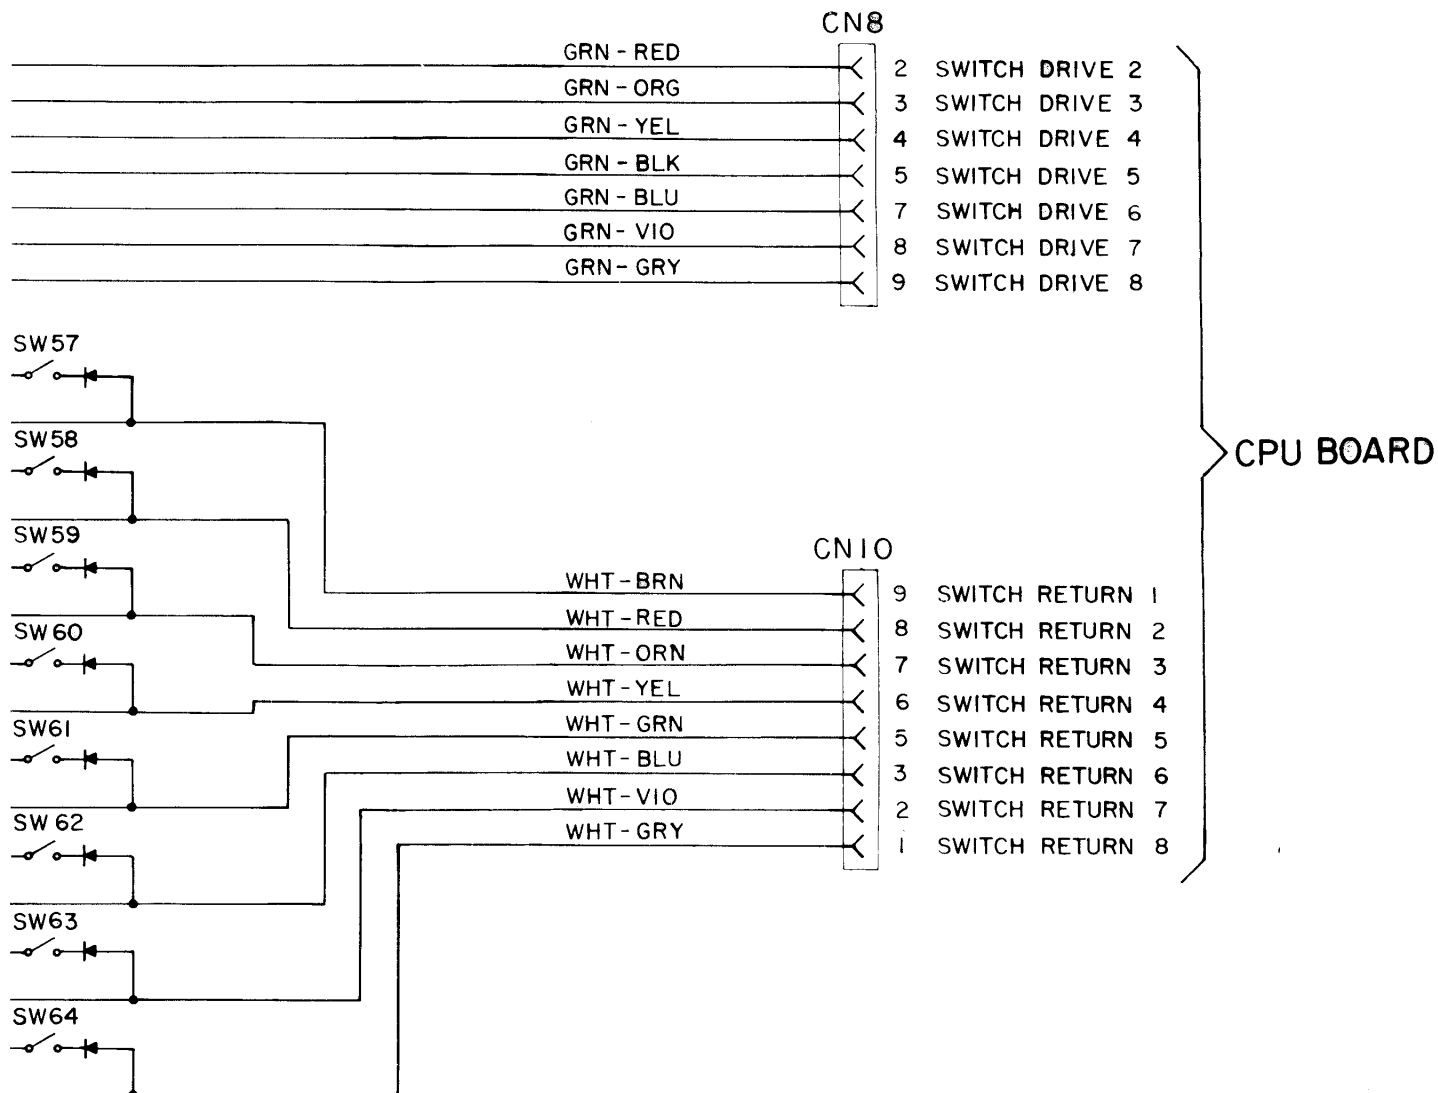 CN8
GRN - RED 2 SWITCH DRIVE 2
GRN - ORG 3 SWITCH DRIVE 3
GRN - YEL 4 SWITCH DRIVE 4
GRN - BLK 5 SWITCH DRIVE 5
GRN - BLU 7 SWITCH DRIVE 6
GRN - VIO 8 SWITCH DRIVE 7
GRN - GRY 9 SWITCH DRIVE 8
SW57
SW58
CPU BOARD
SW59
CN10
WHT - BRN 9 SWITCH RETURN 1
WHT - RED 8 SWITCH RETURN 2
SW60
WHT - ORN 7 SWITCH RETURN 3
WHT - YEL 6 SWITCH RETURN 4
SW61
WHT - GRN 5 SWITCH RETURN 5
WHT - BLU 3 SWITCH RETURN 6
WHT - VIO 2 SWITCH RETURN 7
SW62
WHT - GRY 1 SWITCH RETURN 8
SW63
SW64